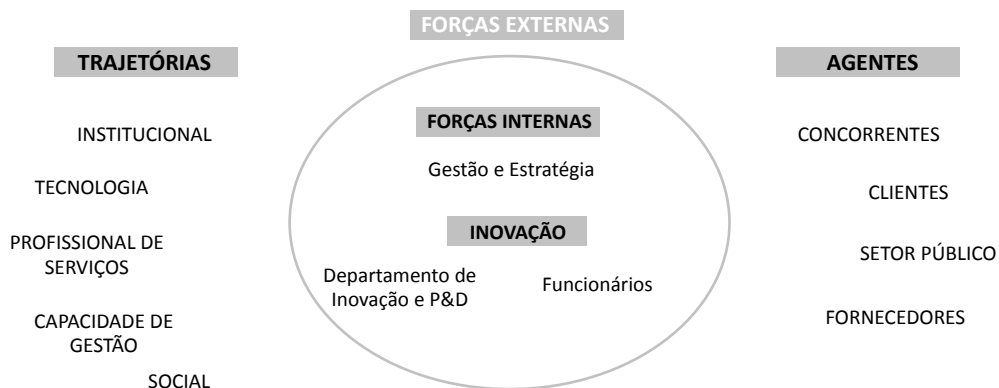 FORÇAS EXTERNAS
TRAJETÓRIAS
INSTITUCIONAL
TECNOLOGIA
PROFISSIONAL DE
SERVIÇOS
CAPACIDADE DE
GESTÃO
SOCIAL
FORÇAS INTERNAS
Gestão e Estratégia
INOVAÇÃO
Departamento de
Inovação e P&D
Funcionários
AGENTES
CONCORRENTES
CLIENTES
SETOR PÚBLICO
FORNECEDORES